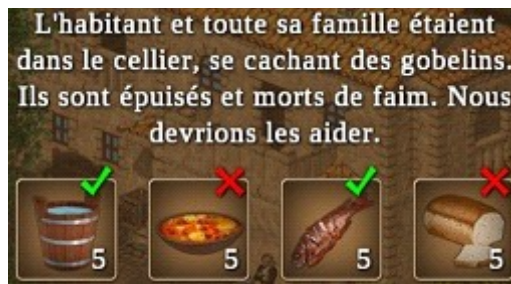 L'habitant et toute sa famille étaient
dans le cellier, se cachant des gobelins.
Ils sont épuisés et morts de faim. Nous
devrions les aider.
5 5 5 5